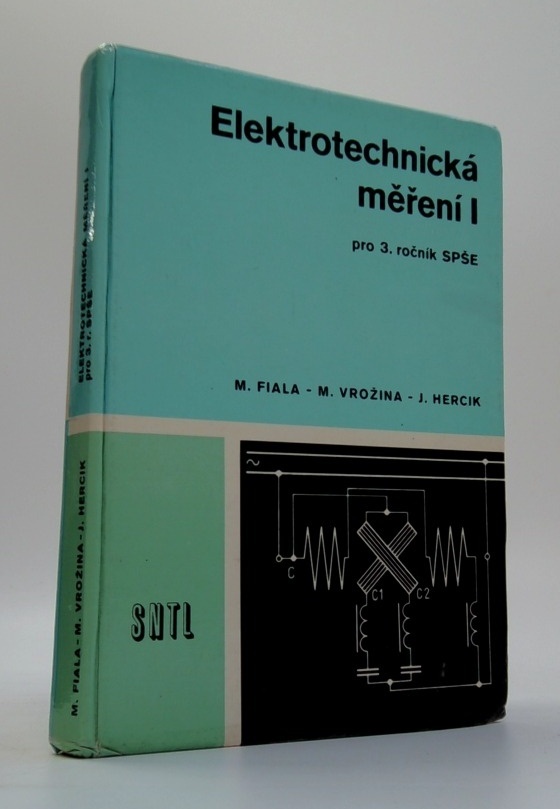 Elektrotechnická
měření I
pro 3. ročník SPŠE
M. FIALA - M. VROŽINA - J. HERCIK
SNTL
~
C
C1
C2
ELEKTROTECHNICKÁ MĚŘENÍ I
pro 3. r. SPŠE
M. FIALA - M. VROŽINA - J. HERCIK